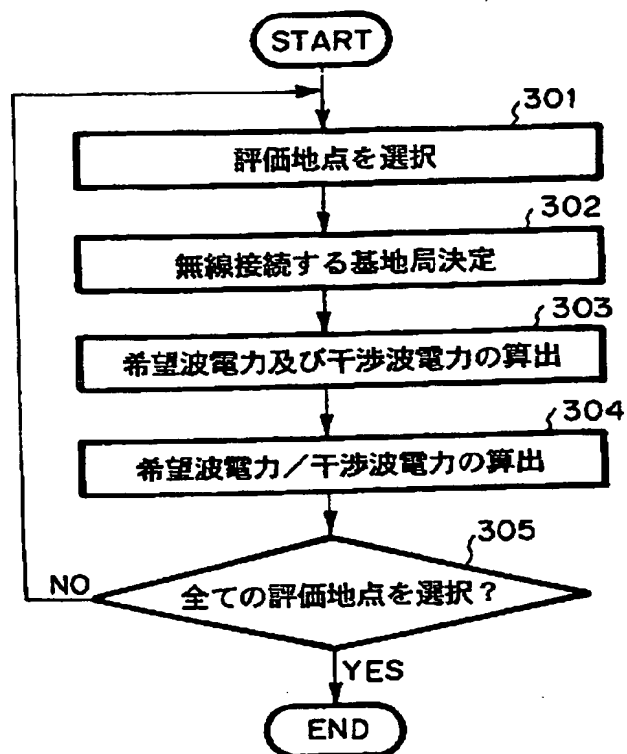 START
301
評価地点を選択
302
無線接続する基地局決定
303
希望波電力及び干渉波電力の算出
304
希望波電力／干渉波電力の算出
305
全ての評価地点を選択？
NO
YES
END